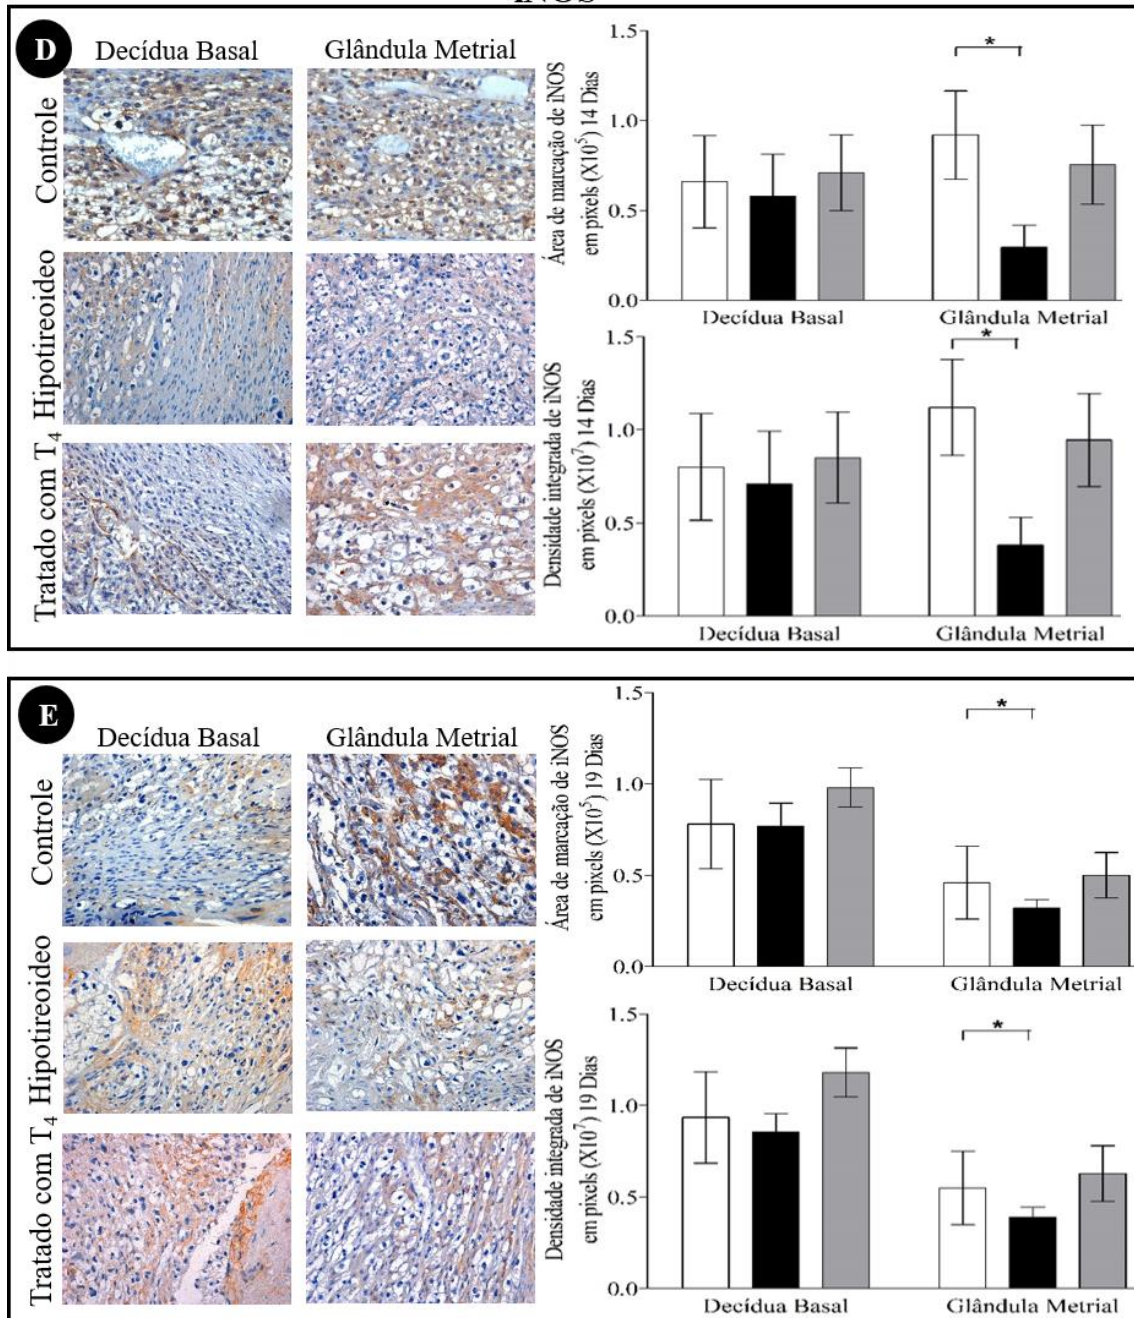 iNOS
D
Decídua Basal
Glândula Metrial
Controle
Hipotireoideo
Tratado com T4
Área de marcação de iNOS
em pixels (X10⁵) 14 Dias
1.5
1.0
0.5
0.0
*
Decídua Basal
Glândula Metrial
Densidade integrada de iNOS
em pixels (X10⁷) 14 Dias
1.5
1.0
0.5
0.0
*
Decídua Basal
Glândula Metrial
E
Decídua Basal
Glândula Metrial
Controle
Hipotireoideo
Tratado com T4
Área de marcação de iNOS
em pixels (X10⁵) 19 Dias
1.5
1.0
0.5
0.0
*
Decídua Basal
Glândula Metrial
Densidade integrada de iNOS
em pixels (X10⁷) 19 Dias
1.5
1.0
0.5
0.0
*
Decídua Basal
Glândula Metrial